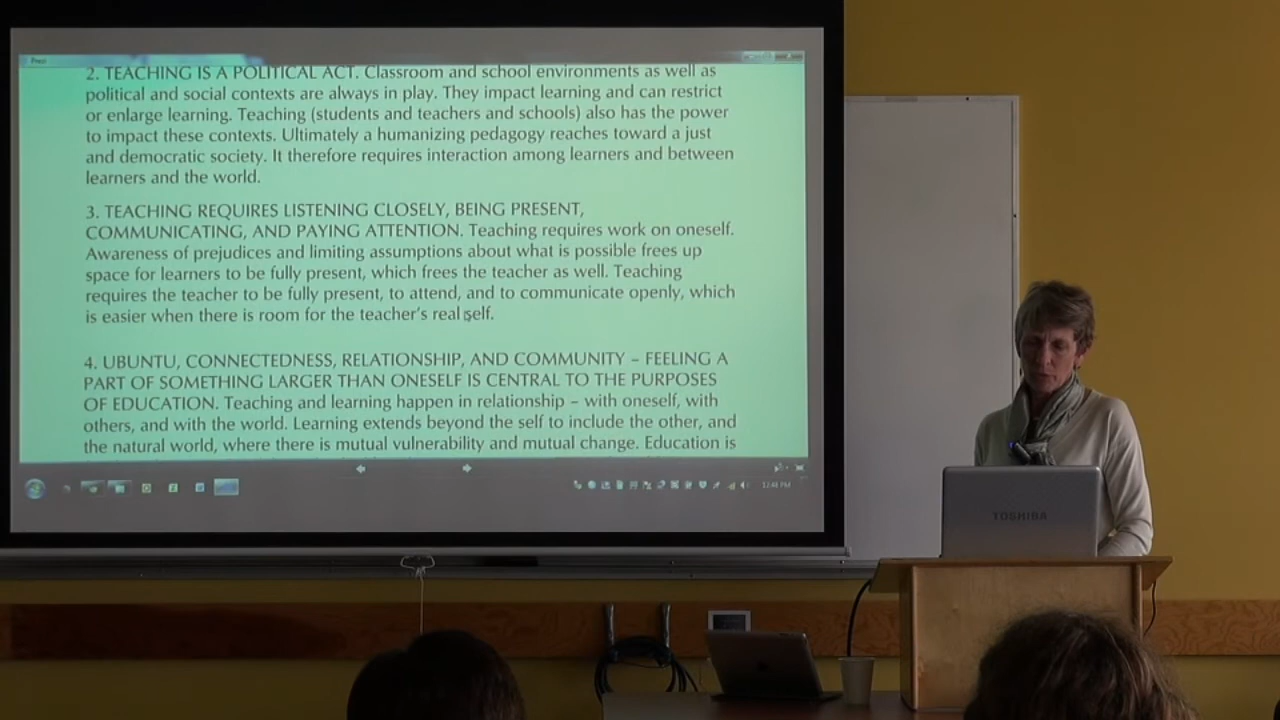 Prezi
2. TEACHING IS A POLITICAL ACT. Classroom and school environments as well as
political and social contexts are always in play. They impact learning and can restrict
or enlarge learning. Teaching (students and teachers and schools) also has the power
to impact these contexts. Ultimately a humanizing pedagogy reaches toward a just
and democratic society. It therefore requires interaction among learners and between
learners and the world.
3. TEACHING REQUIRES LISTENING CLOSELY, BEING PRESENT,
COMMUNICATING, AND PAYING ATTENTION. Teaching requires work on oneself.
Awareness of prejudices and limiting assumptions about what is possible frees up
space for learners to be fully present, which frees the teacher as well. Teaching
requires the teacher to be fully present, to attend, and to communicate openly, which
is easier when there is room for the teacher's real self.
4. UBUNTU, CONNECTEDNESS, RELATIONSHIP, AND COMMUNITY – FEELING A
PART OF SOMETHING LARGER THAN ONESELF IS CENTRAL TO THE PURPOSES
OF EDUCATION. Teaching and learning happen in relationship – with oneself, with
others, and with the world. Learning extends beyond the self to include the other, and
the natural world, where there is mutual vulnerability and mutual change. Education is
12:48 PM
TOSHIBA